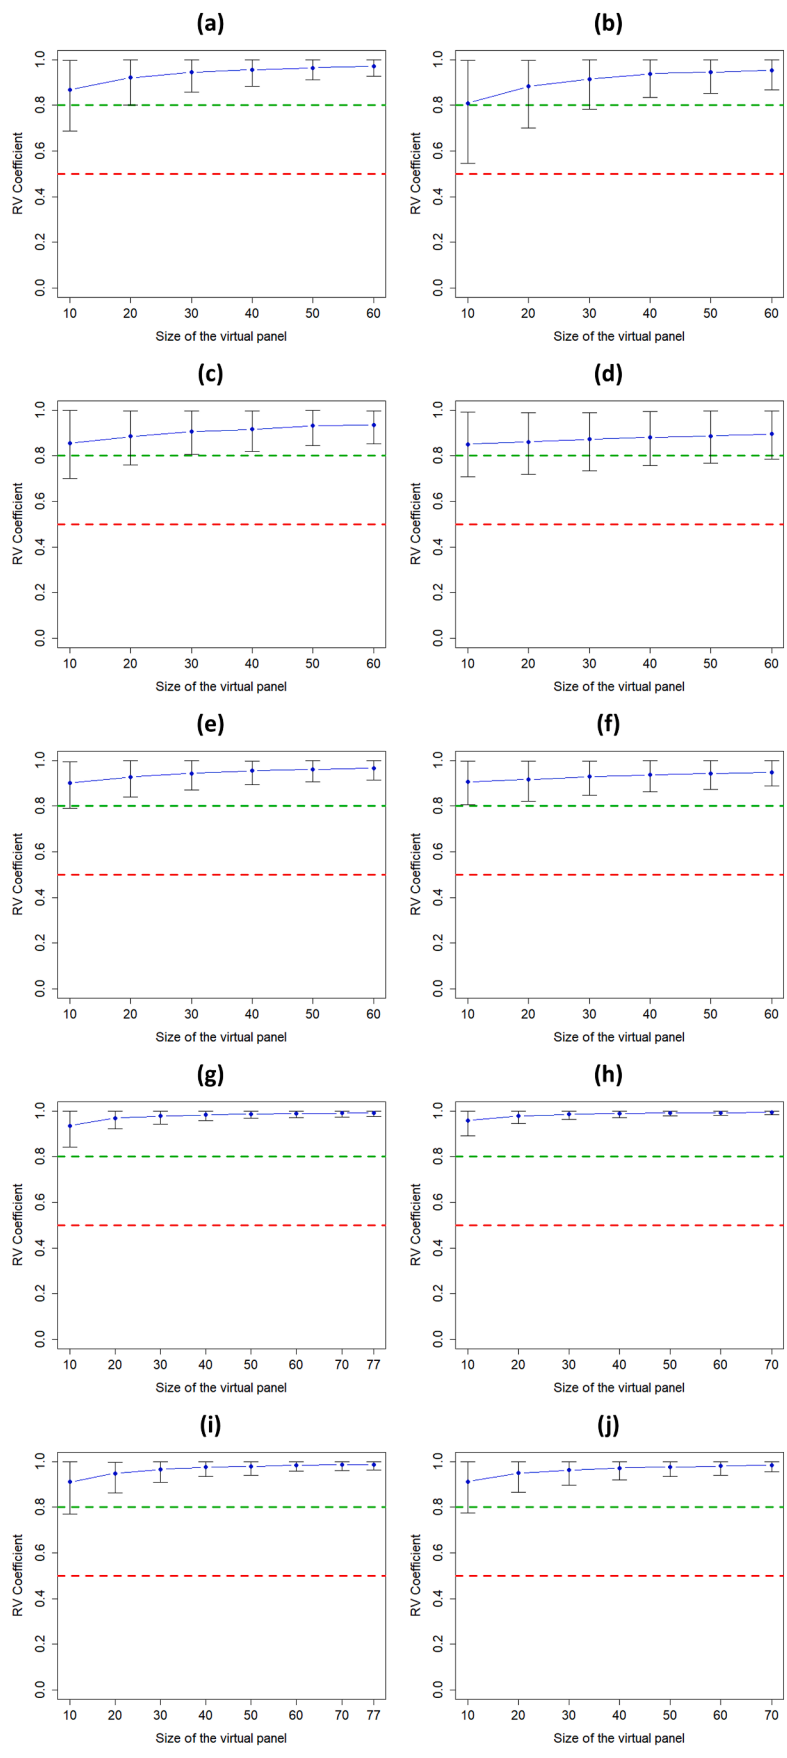 (a)
(b)
RV Coefficient
0.0 0.2 0.4 0.6 0.8 1.0
10 20 30 40 50 60
Size of the virtual panel
RV Coefficient
0.0 0.2 0.4 0.6 0.8 1.0
10 20 30 40 50 60
Size of the virtual panel
(c)
(d)
RV Coefficient
0.0 0.2 0.4 0.6 0.8 1.0
10 20 30 40 50 60
Size of the virtual panel
RV Coefficient
0.0 0.2 0.4 0.6 0.8 1.0
10 20 30 40 50 60
Size of the virtual panel
(e)
(f)
RV Coefficient
0.0 0.2 0.4 0.6 0.8 1.0
10 20 30 40 50 60
Size of the virtual panel
RV Coefficient
0.0 0.2 0.4 0.6 0.8 1.0
10 20 30 40 50 60
Size of the virtual panel
(g)
(h)
RV Coefficient
0.0 0.2 0.4 0.6 0.8 1.0
10 20 30 40 50 60 70 77
Size of the virtual panel
RV Coefficient
0.0 0.2 0.4 0.6 0.8 1.0
10 20 30 40 50 60 70
Size of the virtual panel
(i)
(j)
RV Coefficient
0.0 0.2 0.4 0.6 0.8 1.0
10 20 30 40 50 60 70 77
Size of the virtual panel
RV Coefficient
0.0 0.2 0.4 0.6 0.8 1.0
10 20 30 40 50 60 70
Size of the virtual panel